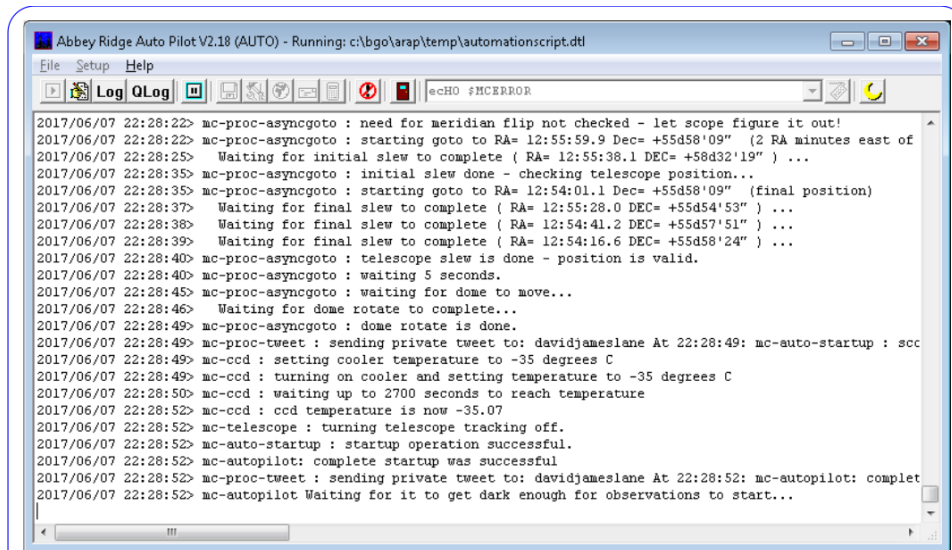 Abbey Ridge Auto Pilot V2.18 (AUTO) - Running: c:\bgo\arap\temp\automationscript.dtl
File Setup Help
Log QLog ecHO $MCERROR
2017/06/07 22:28:22> mc-proc-asyncgoto : need for meridian flip not checked - let scope figure it out!
2017/06/07 22:28:22> mc-proc-asyncgoto : starting goto to RA= 12:55:59.9 Dec= +55d58'09" (2 RA minutes east of
2017/06/07 22:28:25> Waiting for initial slew to complete ( RA= 12:55:38.1 DEC= +58d32'19" ) ...
2017/06/07 22:28:35> mc-proc-asyncgoto : initial slew done - checking telescope position...
2017/06/07 22:28:35> mc-proc-asyncgoto : starting goto to RA= 12:54:01.1 Dec= +55d58'09" (final position)
2017/06/07 22:28:37> Waiting for final slew to complete ( RA= 12:55:28.0 DEC= +55d54'53" ) ...
2017/06/07 22:28:38> Waiting for final slew to complete ( RA= 12:54:41.2 DEC= +55d57'51" ) ...
2017/06/07 22:28:39> Waiting for final slew to complete ( RA= 12:54:16.6 DEC= +55d58'24" ) ...
2017/06/07 22:28:40> mc-proc-asyncgoto : telescope slew is done - position is valid.
2017/06/07 22:28:40> mc-proc-asyncgoto : waiting 5 seconds.
2017/06/07 22:28:45> mc-proc-asyncgoto : waiting for dome to move...
2017/06/07 22:28:46> Waiting for dome rotate to complete...
2017/06/07 22:28:49> mc-proc-asyncgoto : dome rotate is done.
2017/06/07 22:28:49> mc-proc-tweet : sending private tweet to: davidjameslane At 22:28:49: mc-auto-startup : scc
2017/06/07 22:28:49> mc-ccd : setting cooler temperature to -35 degrees C
2017/06/07 22:28:49> mc-ccd : turning on cooler and setting temperature to -35 degrees C
2017/06/07 22:28:50> mc-ccd : waiting up to 2700 seconds to reach temperature
2017/06/07 22:28:52> mc-ccd : ccd temperature is now -35.07
2017/06/07 22:28:52> mc-telescope : turning telescope tracking off.
2017/06/07 22:28:52> mc-auto-startup : startup operation successful.
2017/06/07 22:28:52> mc-autopilot: complete startup was successful
2017/06/07 22:28:52> mc-proc-tweet : sending private tweet to: davidjameslane At 22:28:52: mc-autopilot: complet
2017/06/07 22:28:52> mc-autopilot Waiting for it to get dark enough for observations to start...